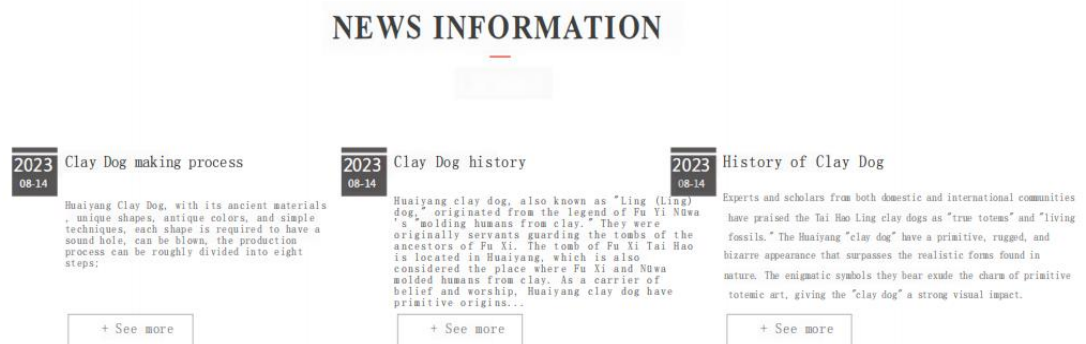 NEWS INFORMATION
2023
08-14
Clay Dog making process
Huaiyang Clay Dog, with its ancient materials
, unique shapes, antique colors, and simple
techniques, each shape is required to have a
sound hole, can be blown, the production
process can be roughly divided into eight
steps;
+ See more
2023
08-14
Clay Dog history
Huaiyang clay dog, also known as "Ling (Ling)
dog," originated from the legend of Fu Yi Nüwa
's "molding humans from clay." They were
originally servants guarding the tombs of the
ancestors of Fu Xi. The tomb of Fu Xi Tai Hao
is located in Huaiyang, which is also
considered the place where Fu Xi and Nüwa
molded humans from clay. As a carrier of
belief and worship, Huaiyang clay dog have
primitive origins...
+ See more
2023
08-14
History of Clay Dog
Experts and scholars from both domestic and international communities
have praised the Tai Hao Ling clay dogs as "true totems" and "living
fossils." The Huaiyang "clay dog" have a primitive, rugged, and
bizarre appearance that surpasses the realistic forms found in
nature. The enigmatic symbols they bear exude the charm of primitive
totemic art, giving the "clay dog" a strong visual impact.
+ See more